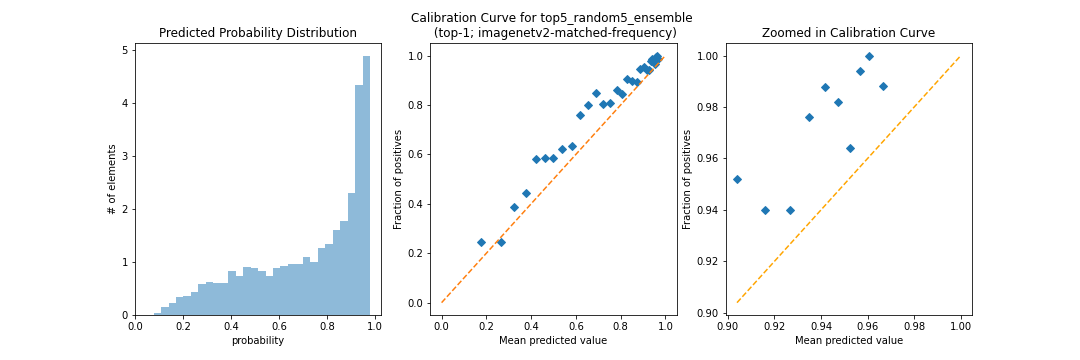 Predicted Probability Distribution
# of elements
5
4
3
2
1
0
0.0 0.2 0.4 0.6 0.8 1.0
probability
Calibration Curve for top5_random5_ensemble
(top-1; imagenetv2-matched-frequency)
Fraction of positives
1.0
0.8
0.6
0.4
0.2
0.0
0.0 0.2 0.4 0.6 0.8 1.0
Mean predicted value
Zoomed in Calibration Curve
Fraction of positives
1.00
0.98
0.96
0.94
0.92
0.90
0.90 0.92 0.94 0.96 0.98 1.00
Mean predicted value